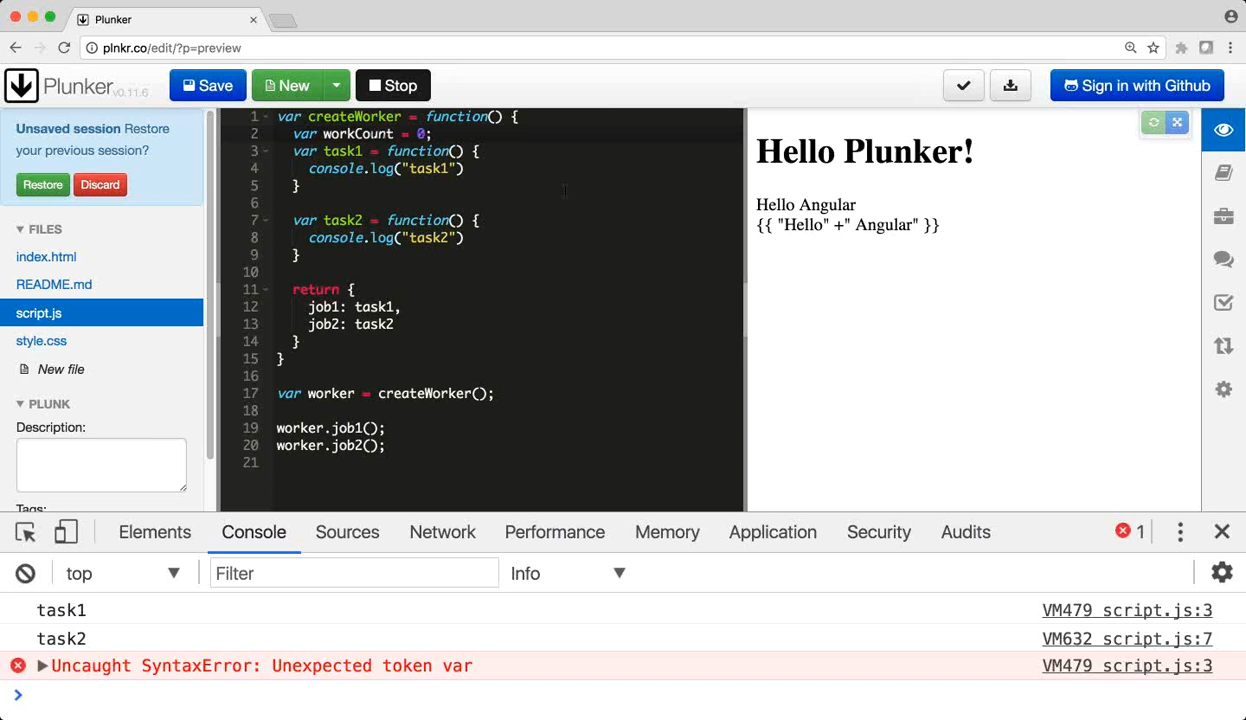 Plunker
plnkr.co/edit/?p=preview
Plunker v0.11.6
Save
New
Stop
Sign in with Github
Unsaved session Restore
your previous session?
Restore
Discard
FILES
index.html
README.md
script.js
style.css
New file
PLUNK
Description:
Tags:
1 var createWorker = function() {
2 var workCount = 0;
3 var task1 = function() {
4 console.log("task1")
5 }
6
7 var task2 = function() {
8 console.log("task2")
9 }
10
11 return {
12 job1: task1,
13 job2: task2
14 }
15 }
16
17 var worker = createWorker();
18
19 worker.job1();
20 worker.job2();
21
Hello Plunker!
Hello Angular
{{ "Hello" +" Angular" }}
Elements Console Sources Network Performance Memory Application Security Audits 1
top Filter Info
task1 VM479 script.js:3
task2 VM632 script.js:7
Uncaught SyntaxError: Unexpected token var VM479 script.js:3